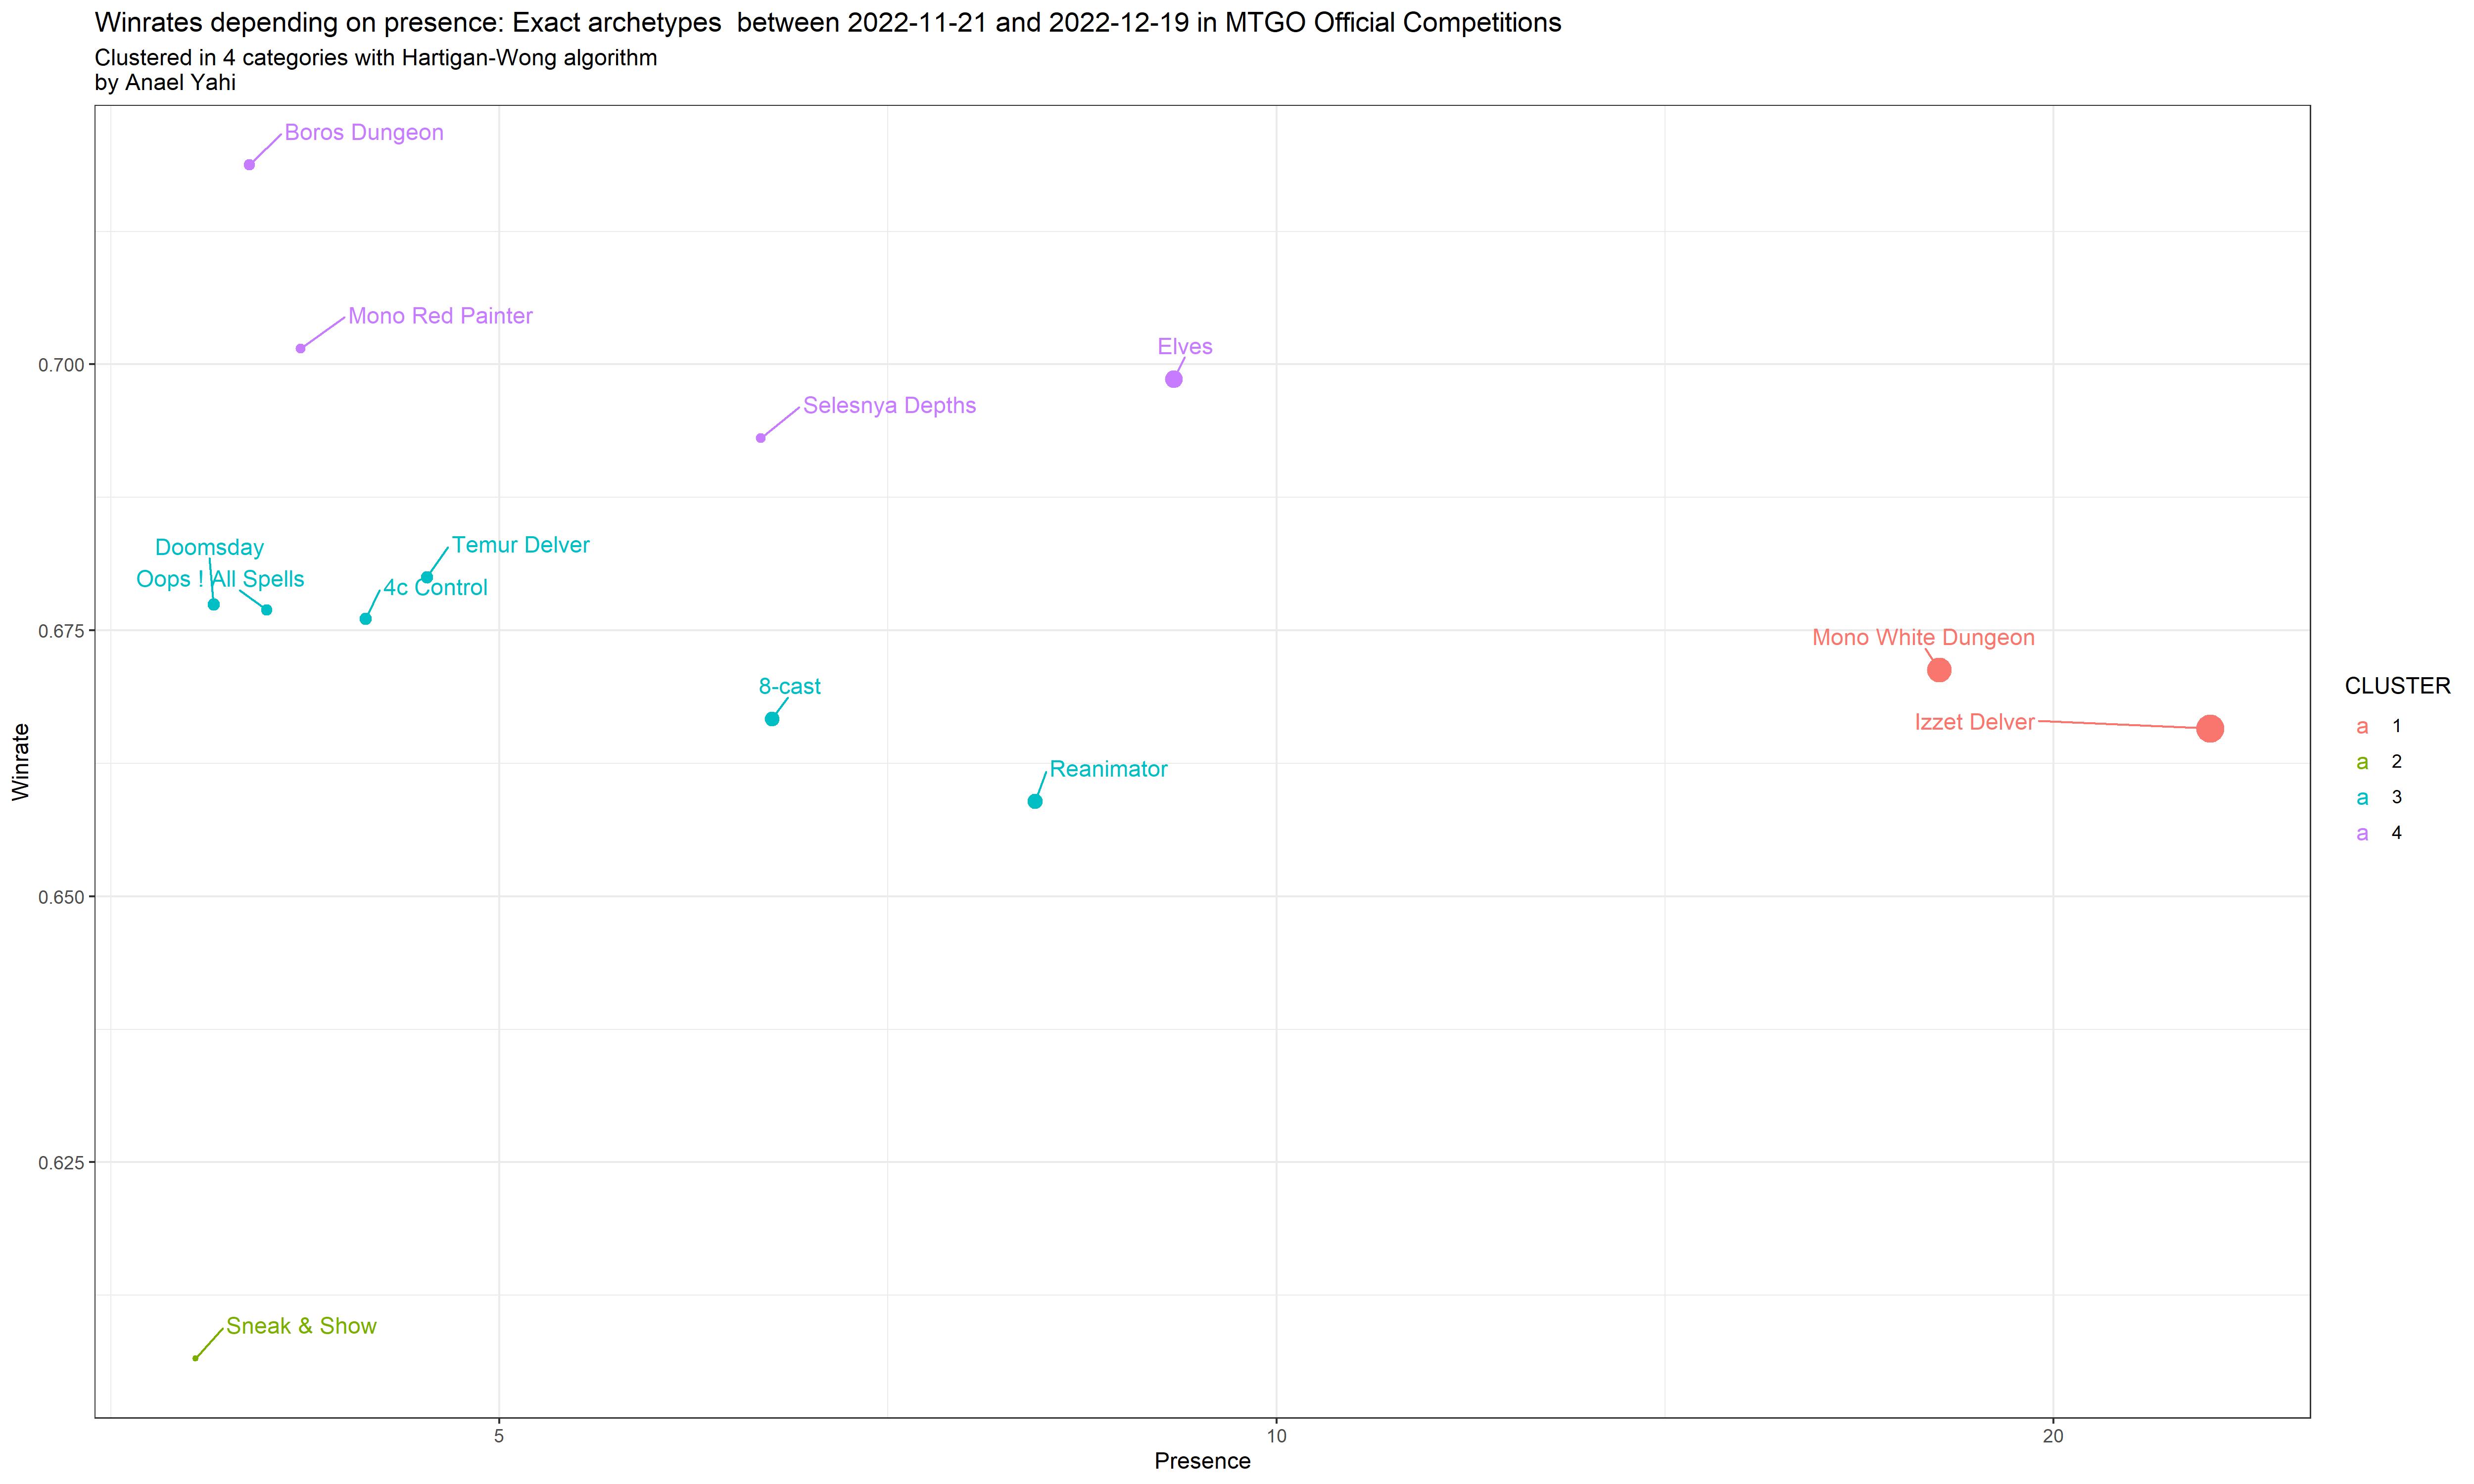 Winrates depending on presence: Exact archetypes  between 2022-11-21 and 2022-12-19 in MTGO Official Competitions
Clustered in 4 categories with Hartigan-Wong algorithm
by Anael Yahi
Boros Dungeon
Mono Red Painter
Elves
Selesnya Depths
Doomsday
Temur Delver
Oops ! All Spells
4c Control
Mono White Dungeon
8-cast
Izzet Delver
Reanimator
Sneak & Show
0.700
0.675
0.650
0.625
Winrate
5
10
20
Presence
CLUSTER
a 1
a 2
a 3
a 4